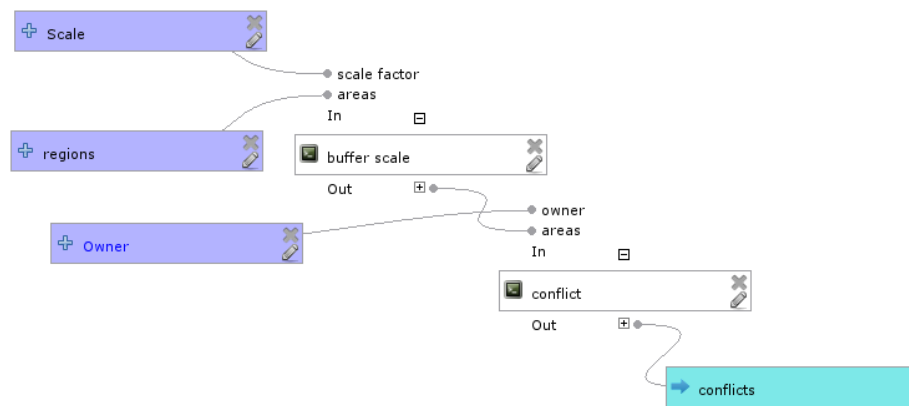 Scale
scale factor
areas
In
regions
buffer scale
Out
owner
areas
Owner
In
conflict
Out
conflicts